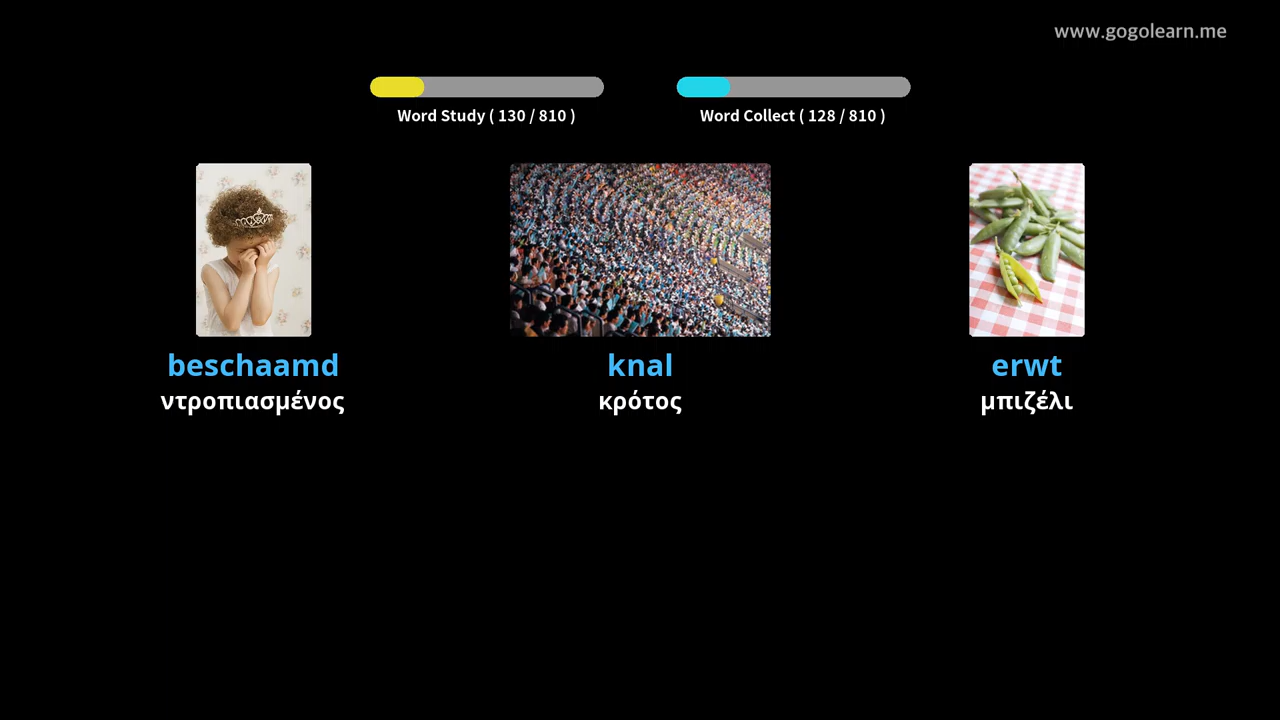 www.gogolearn.me
Word Study ( 130 / 810 )
Word Collect ( 128 / 810 )
beschaamd
ντροπιασμένος
knal
κρότος
erwt
μπιζέλι